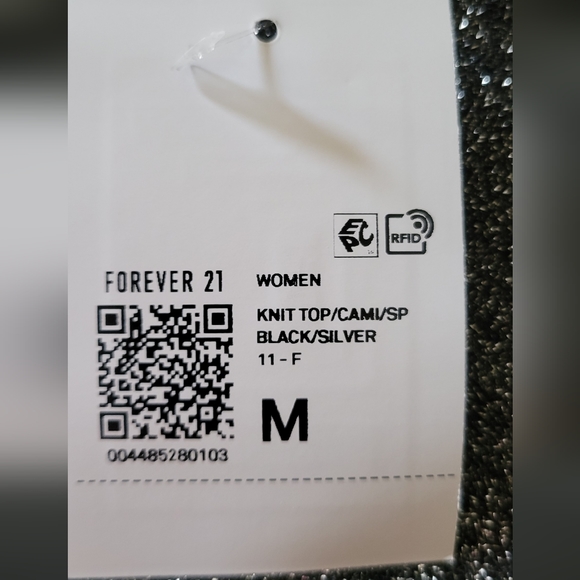 EPC
RFID
FOREVER 21
WOMEN
KNIT TOP/CAMI/SP
BLACK/SILVER
11 - F
M
004485280103